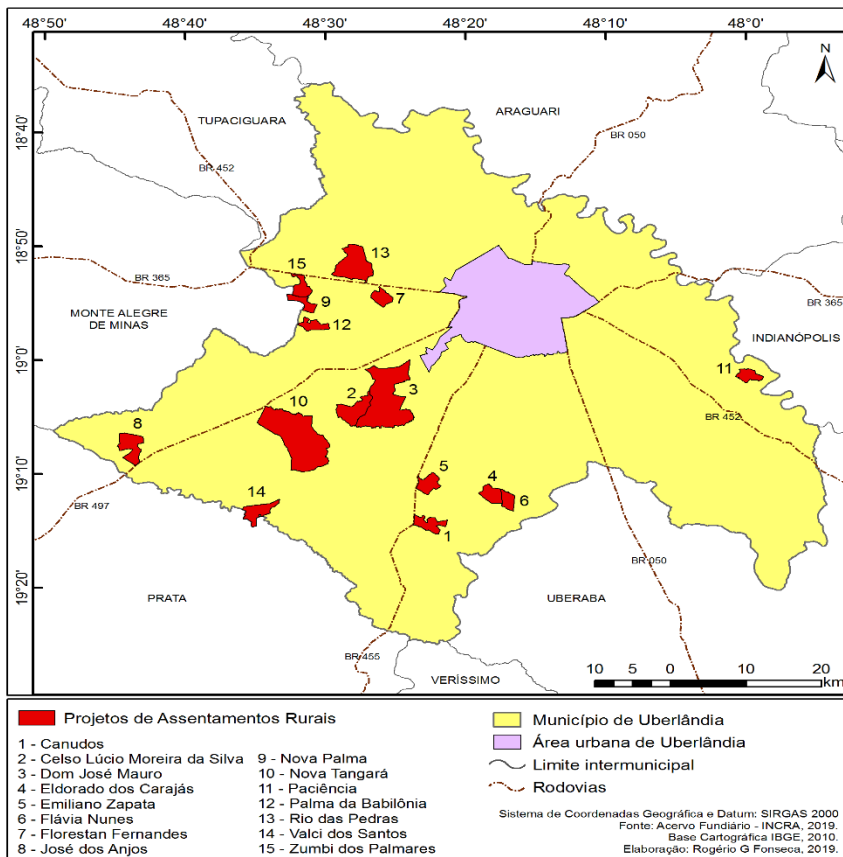 48°50' 48°40' 48°30' 48°20' 48°10' 48°0'
N
18°40'
18°50'
19°0'
19°10'
19°20'
TUPACIGUARA
ARAGUARI
BR 050
BR 452
BR 365
MONTE ALEGRE
DE MINAS
BR 365
INDIANÓPOLIS
BR 452
13
15
9
7
12
11
3
2
10
8
5
4
6
14
1
BR 497
PRATA
BR 050
UBERABA
BR 455
VERÍSSIMO
10 5 0 10 20
km
Projetos de Assentamentos Rurais
1 - Canudos
2 - Celso Lúcio Moreira da Silva
3 - Dom José Mauro
4 - Eldorado dos Carajás
5 - Emiliano Zapata
6 - Flávia Nunes
7 - Florestan Fernandes
8 - José dos Anjos
9 - Nova Palma
10 - Nova Tangará
11 - Paciência
12 - Palma da Babilônia
13 - Rio das Pedras
14 - Valci dos Santos
15 - Zumbi dos Palmares
Município de Uberlândia
Área urbana de Uberlândia
Limite intermunicipal
Rodovias
Sistema de Coordenadas Geográfica e Datum: SIRGAS 2000
Fonte: Acervo Fundiário - INCRA, 2019.
Base Cartográfica IBGE, 2010.
Elaboração: Rogério G Fonseca, 2019.